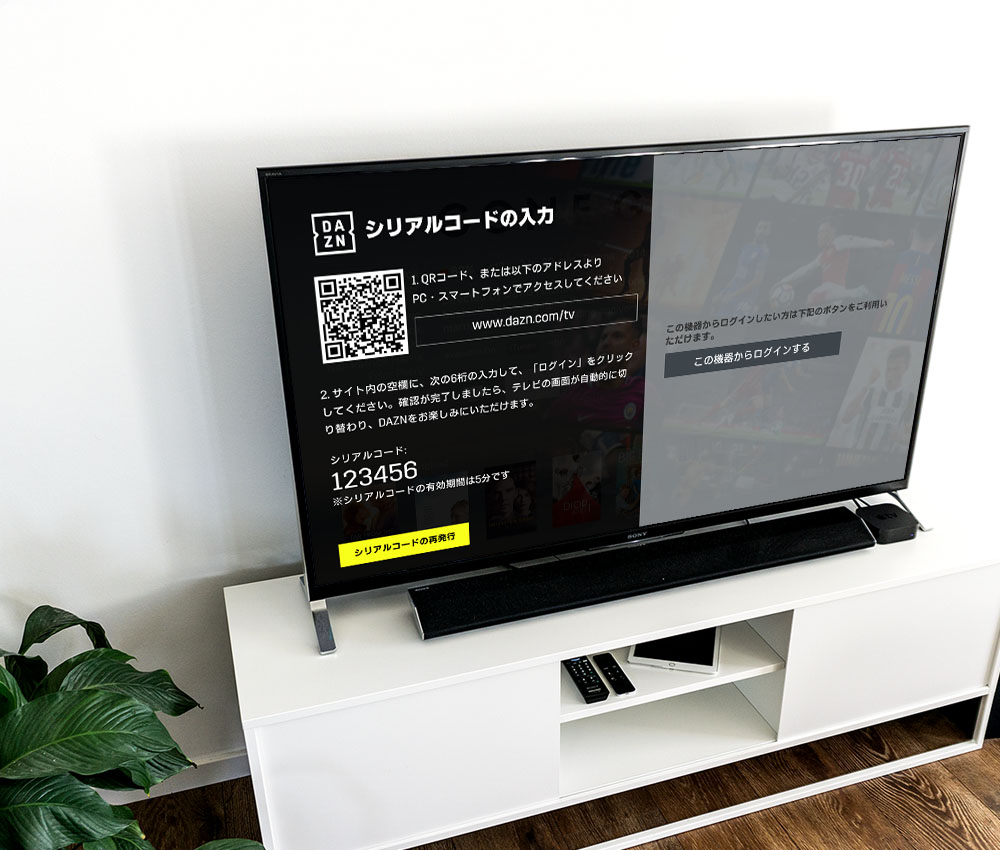 BRAVIA
DAZN
シリアルコードの入力
1. QRコード、または以下のアドレスより
PC・スマートフォンでアクセスしてください
www.dazn.com/tv
2. サイト内の空欄に、次の6桁の入力して、「ログイン」をクリック
してください。確認が完了しましたら、テレビの画面が自動的に切
り替わり、DAZNをお楽しみにいただけます。
シリアルコード:
123456
※シリアルコードの有効期間は5分です
シリアルコードの再発行
この機器からログインしたい方は下記のボタンをご利用い
ただけます。
この機器からログインする
SONY